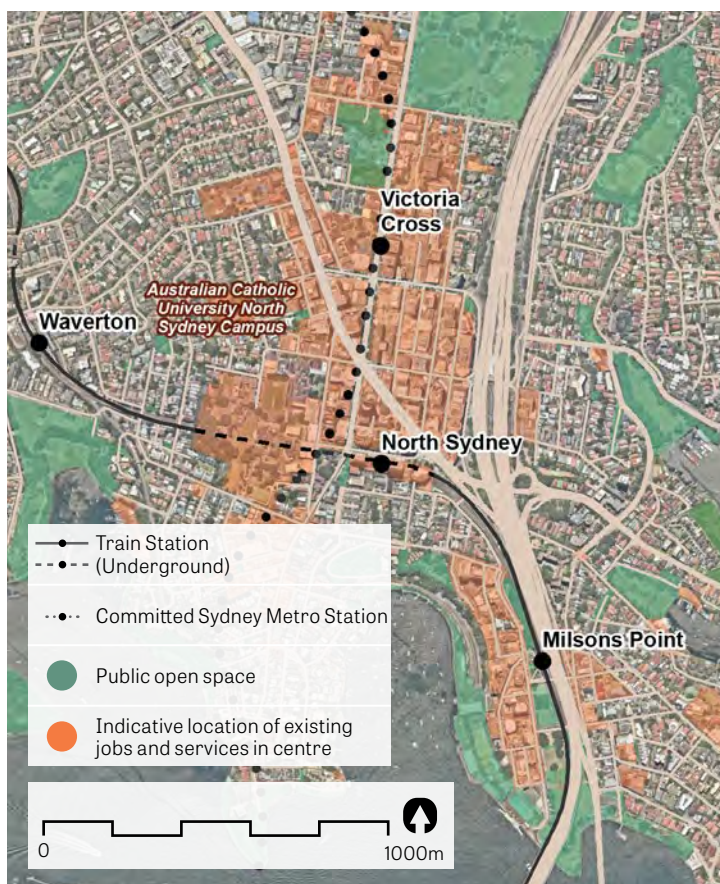 Victoria
Cross
Australian Catholic
University North
Sydney Campus
Waverton
North Sydney
Train Station
(Underground)
Committed Sydney Metro Station
Milsons Point
Public open space
Indicative location of existing
jobs and services in centre
0
1000m